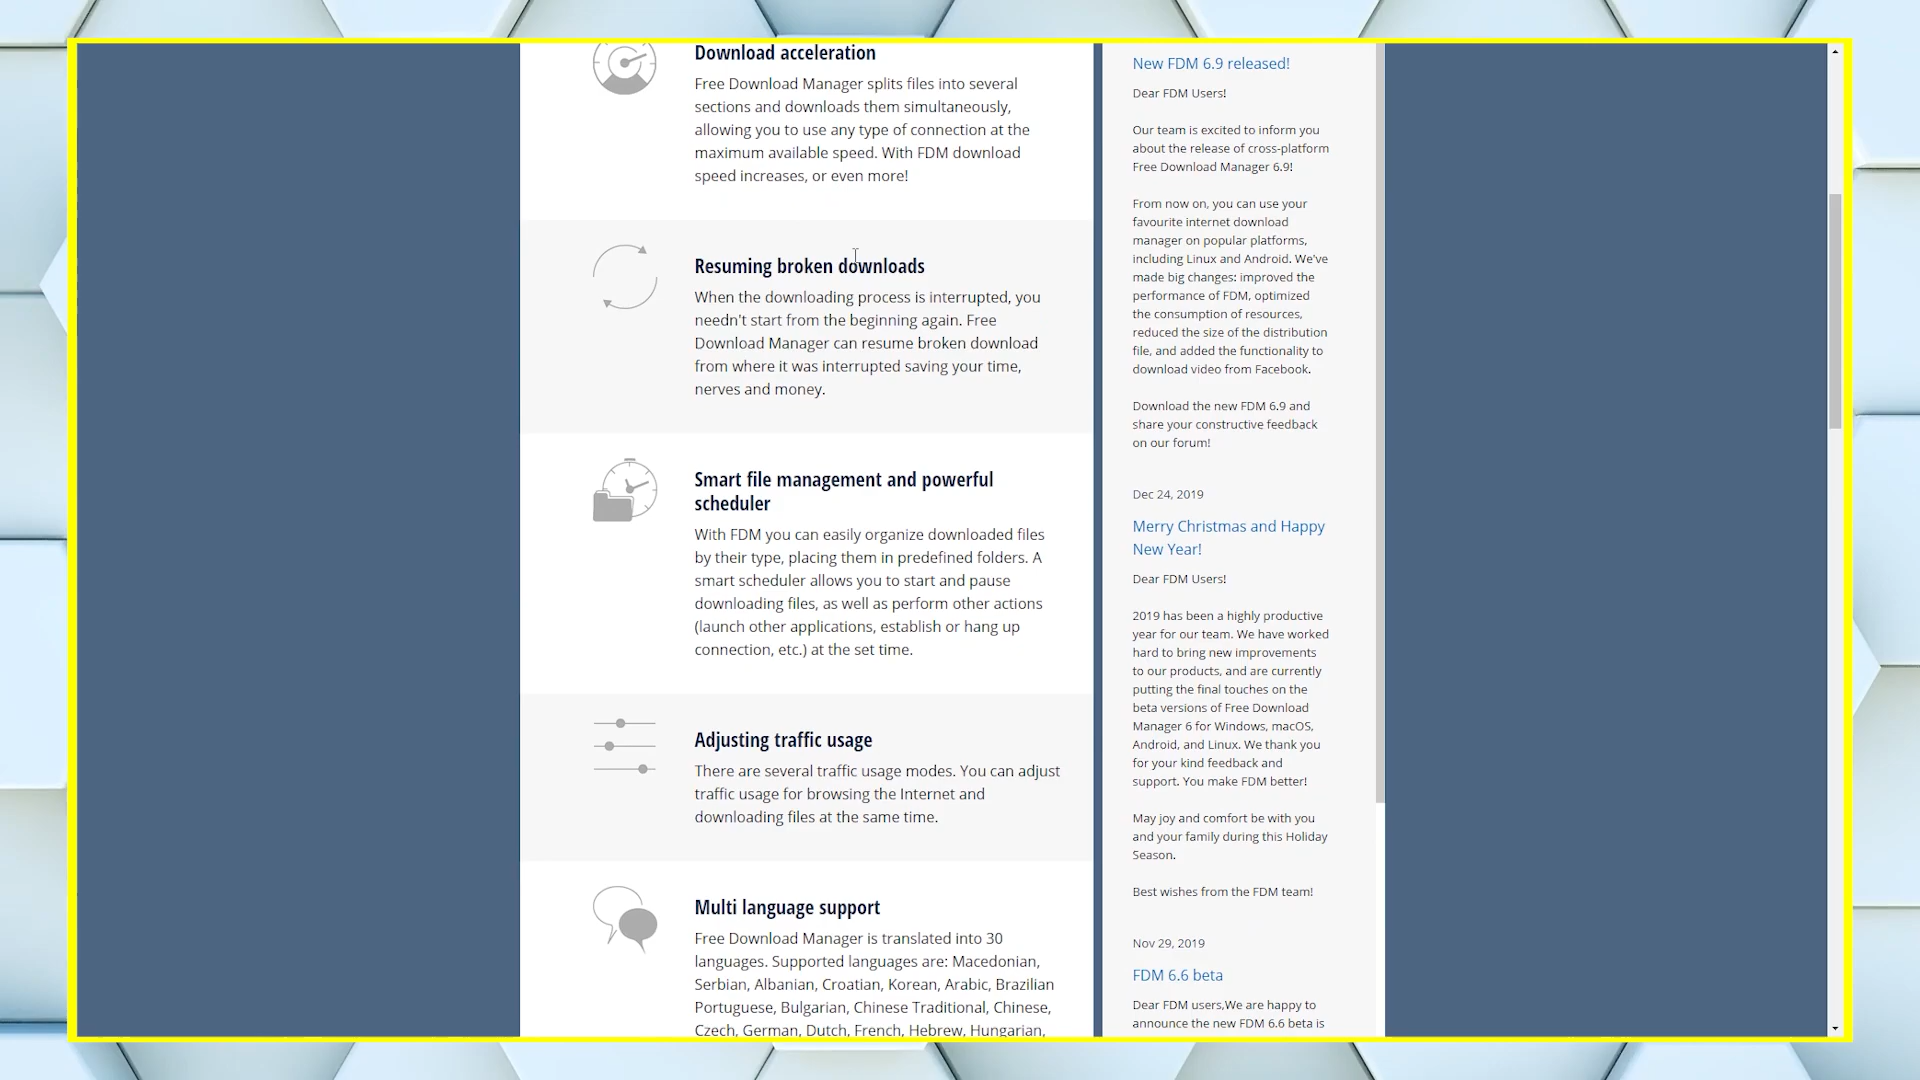 Download acceleration
Free Download Manager splits files into several
sections and downloads them simultaneously,
allowing you to use any type of connection at the
maximum available speed. With FDM download
speed increases, or even more!
Resuming broken downloads
When the downloading process is interrupted, you
needn't start from the beginning again. Free
Download Manager can resume broken download
from where it was interrupted saving your time,
nerves and money.
Smart file management and powerful
scheduler
With FDM you can easily organize downloaded files
by their type, placing them in predefined folders. A
smart scheduler allows you to start and pause
downloading files, as well as perform other actions
(launch other applications, establish or hang up
connection, etc.) at the set time.
Adjusting traffic usage
There are several traffic usage modes. You can adjust
traffic usage for browsing the Internet and
downloading files at the same time.
Multi language support
Free Download Manager is translated into 30
languages. Supported languages are: Macedonian,
Serbian, Albanian, Croatian, Korean, Arabic, Brazilian
Portuguese, Bulgarian, Chinese Traditional, Chinese,
Czech, German, Dutch, French, Hebrew, Hungarian,
New FDM 6.9 released!
Dear FDM Users!
Our team is excited to inform you
about the release of cross-platform
Free Download Manager 6.9!
From now on, you can use your
favourite internet download
manager on popular platforms,
including Linux and Android. We've
made big changes: improved the
performance of FDM, optimized
the consumption of resources,
reduced the size of the distribution
file, and added the functionality to
download video from Facebook.
Download the new FDM 6.9 and
share your constructive feedback
on our forum!
Dec 24, 2019
Merry Christmas and Happy
New Year!
Dear FDM Users!
2019 has been a highly productive
year for our team. We have worked
hard to bring new improvements
to our products, and are currently
putting the final touches on the
beta versions of Free Download
Manager 6 for Windows, macOS,
Android, and Linux. We thank you
for your kind feedback and
support. You make FDM better!
May joy and comfort be with you
and your family during this Holiday
Season.
Best wishes from the FDM team!
Nov 29, 2019
FDM 6.6 beta
Dear FDM users,We are happy to
announce the new FDM 6.6 beta is